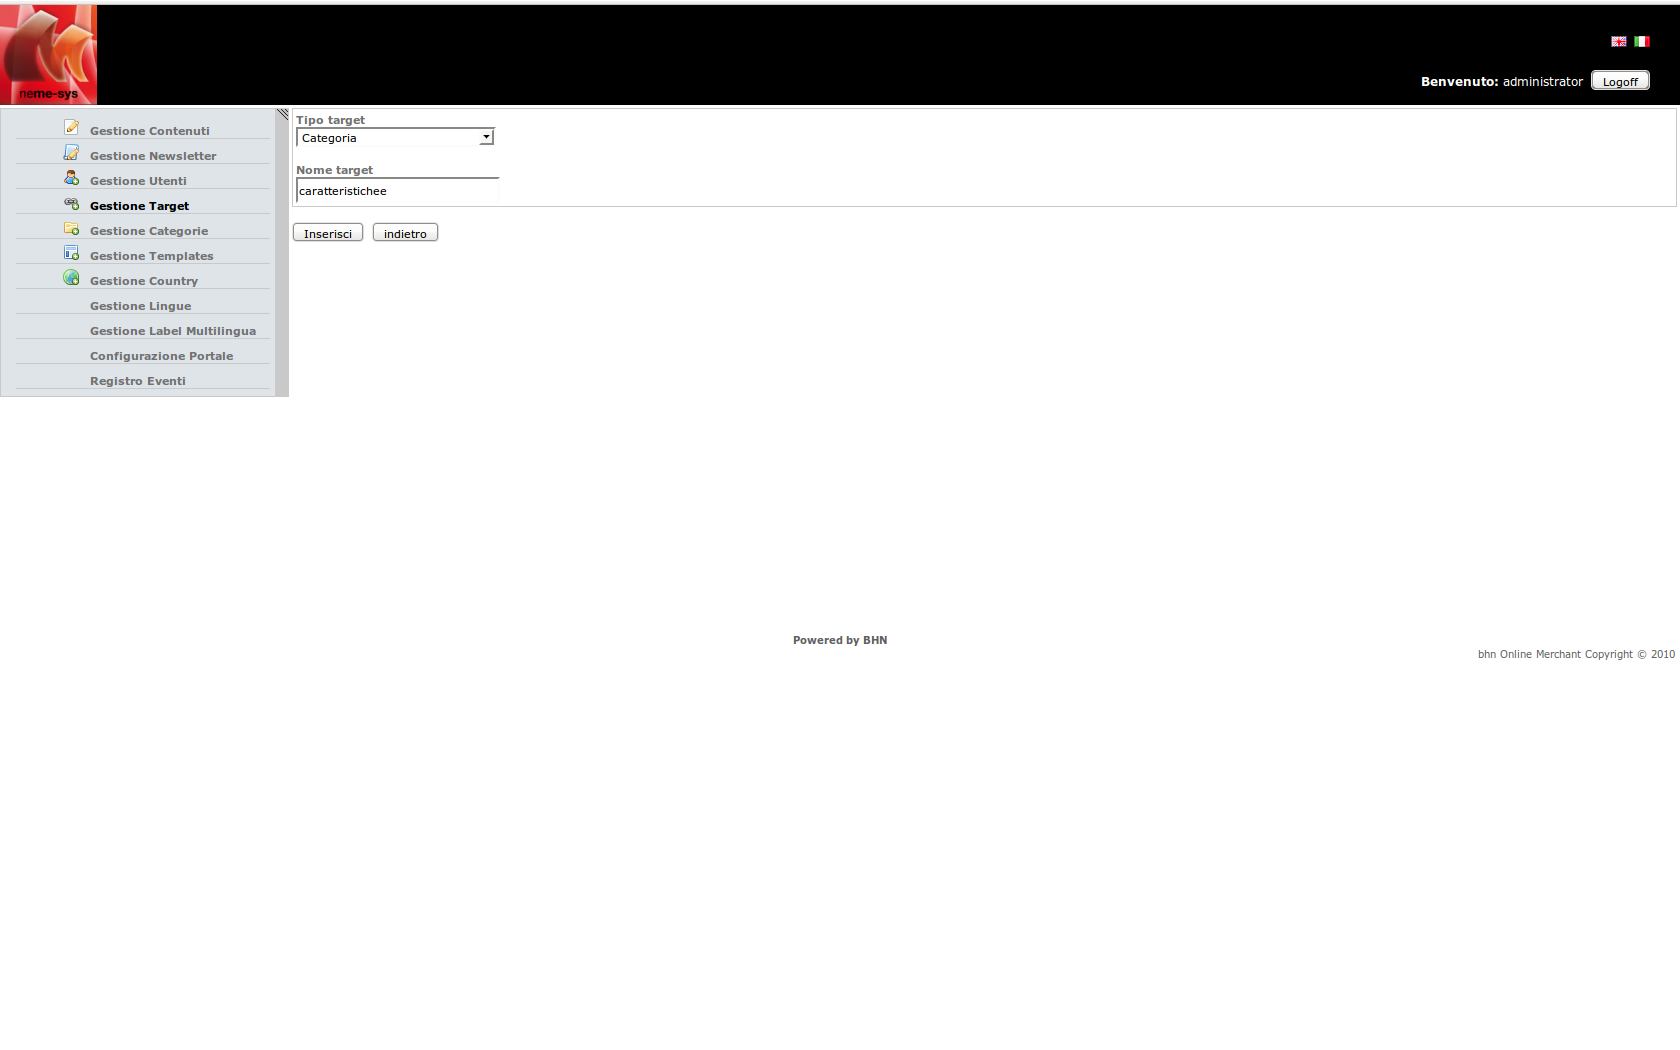 neme-sys
Benvenuto: administrator Logoff
Gestione Contenuti
Gestione Newsletter
Gestione Utenti
Gestione Target
Gestione Categorie
Gestione Templates
Gestione Country
Gestione Lingue
Gestione Label Multilingua
Configurazione Portale
Registro Eventi
Tipo target
Categoria
Nome target
caratteristichee
Inserisci indietro
Powered by BHN
bhn Online Merchant Copyright © 2010